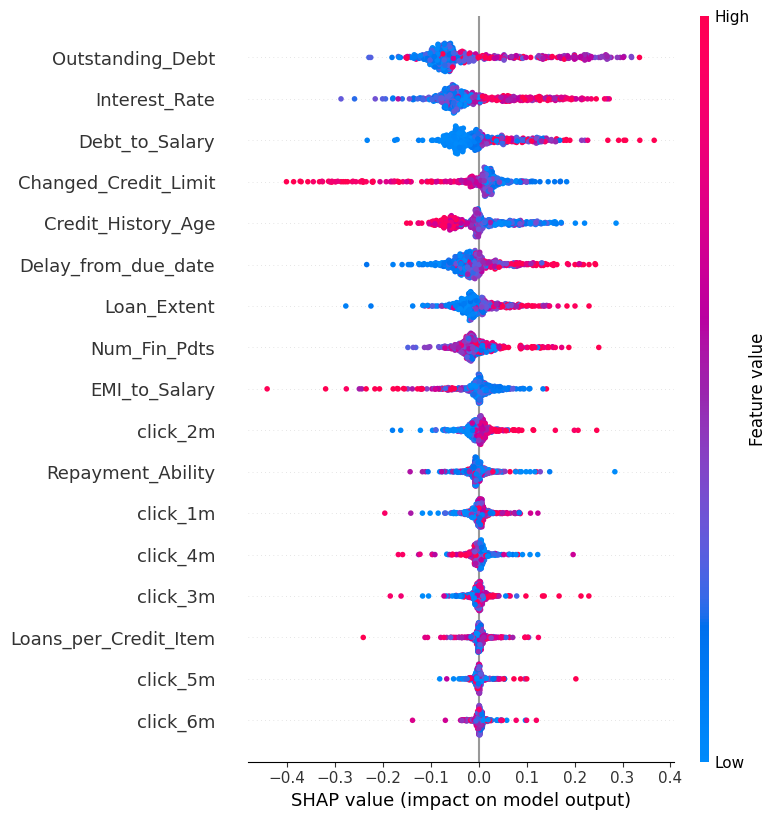 High
Outstanding_Debt
Interest_Rate
Debt_to_Salary
Changed_Credit_Limit
Credit_History_Age
Delay_from_due_date
Loan_Extent
Num_Fin_Pdts
EMI_to_Salary
click_2m
Repayment_Ability
click_1m
click_4m
click_3m
Loans_per_Credit_Item
click_5m
click_6m
Feature value
Low
−0.4 −0.3 −0.2 −0.1 0.0 0.1 0.2 0.3 0.4
SHAP value (impact on model output)